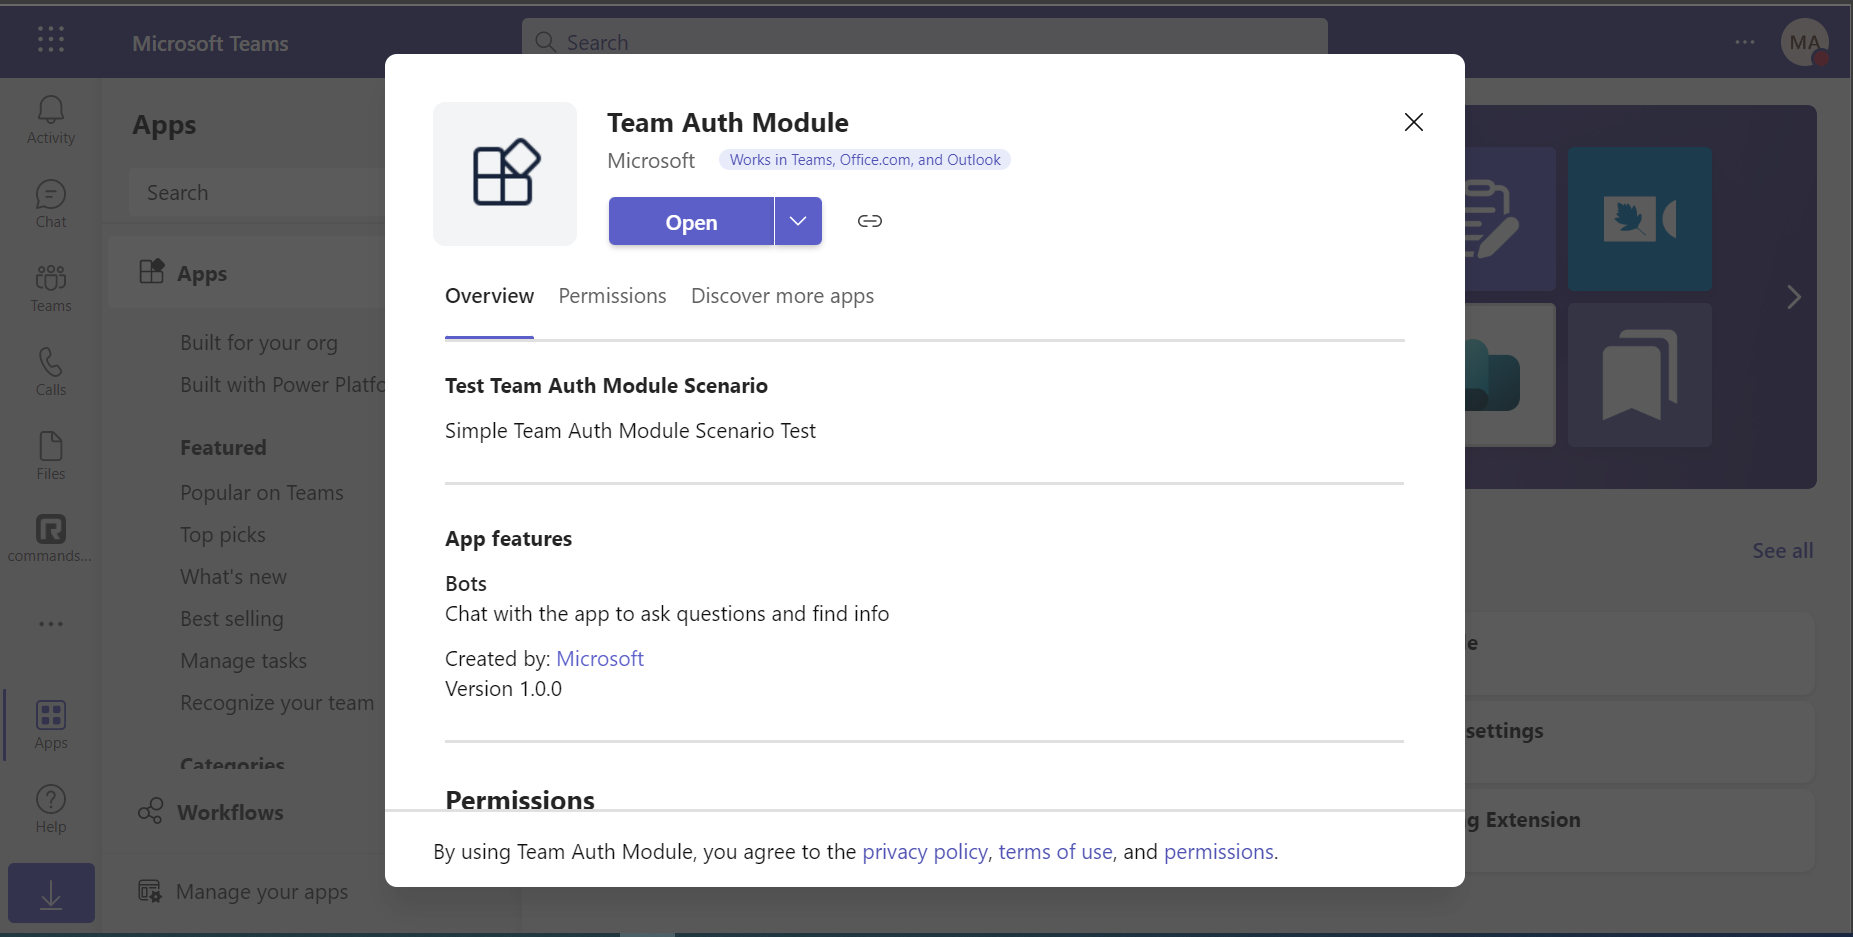 Microsoft Teams
Search
MA
Activity
Chat
Teams
Calls
Files
commands...
Apps
Help
Apps
Search
Apps
Built for your org
Built with Power Platfo
Featured
Popular on Teams
Top picks
What's new
Best selling
Manage tasks
Recognize your team
Categories
Workflows
Manage your apps
Team Auth Module
Microsoft
Works in Teams, Office.com, and Outlook
Open
Overview
Permissions
Discover more apps
Test Team Auth Module Scenario
Simple Team Auth Module Scenario Test
App features
Bots
Chat with the app to ask questions and find info
Created by: Microsoft
Version 1.0.0
Permissions
By using Team Auth Module, you agree to the privacy policy, terms of use, and permissions.
See all
e
settings
g Extension